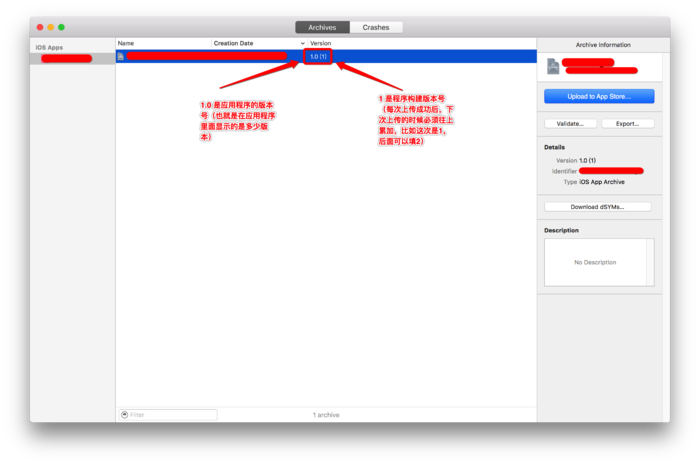 Archives
Crashes
iOS Apps
Name
Creation Date
Version
Archive Information
1.0 (1)
Upload to App Store...
1.0 是应用程序的版本
号（也就是在应用程序
里面显示的是多少版
本）
1 是程序构建版本号
（每次上传成功后，下
次上传的时候必须往上
累加，比如这次是1，
后面可以填2）
Validate...
Export...
Details
Version 1.0 (1)
Identifier
Type iOS App Archive
Download dSYMs...
Description
No Description
Filter
1 archive